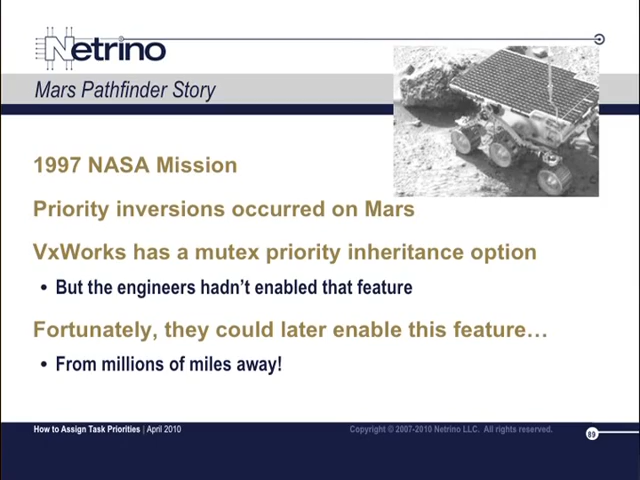 Netrino
Mars Pathfinder Story
1997 NASA Mission
Priority inversions occurred on Mars
VxWorks has a mutex priority inheritance option
• But the engineers hadn't enabled that feature
Fortunately, they could later enable this feature…
• From millions of miles away!
How to Assign Task Priorities | April 2010
Copyright © 2007-2010 Netrino LLC. All rights reserved.
89